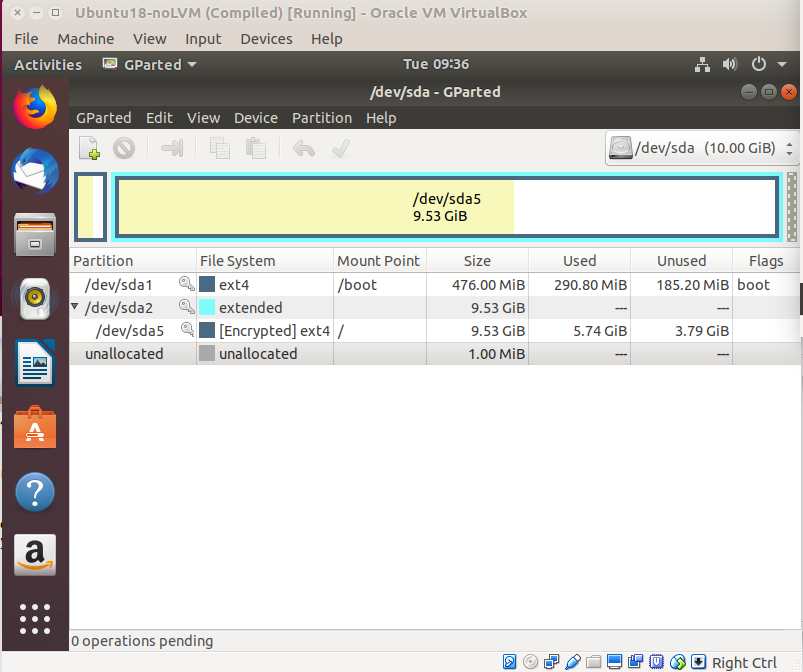 Ubuntu18-noLVM (Compiled) [Running] - Oracle VM VirtualBox
File Machine View Input Devices Help
Activities GParted Tue 09:36
/dev/sda - GParted
GParted Edit View Device Partition Help
/dev/sda (10.00 GiB)
/dev/sda5
9.53 GiB
Partition File System Mount Point Size Used Unused Flags
/dev/sda1 ext4 /boot 476.00 MiB 290.80 MiB 185.20 MiB boot
/dev/sda2 extended 9.53 GiB --- ---
/dev/sda5 [Encrypted] ext4 / 9.53 GiB 5.74 GiB 3.79 GiB
unallocated unallocated 1.00 MiB --- ---
0 operations pending
Right Ctrl